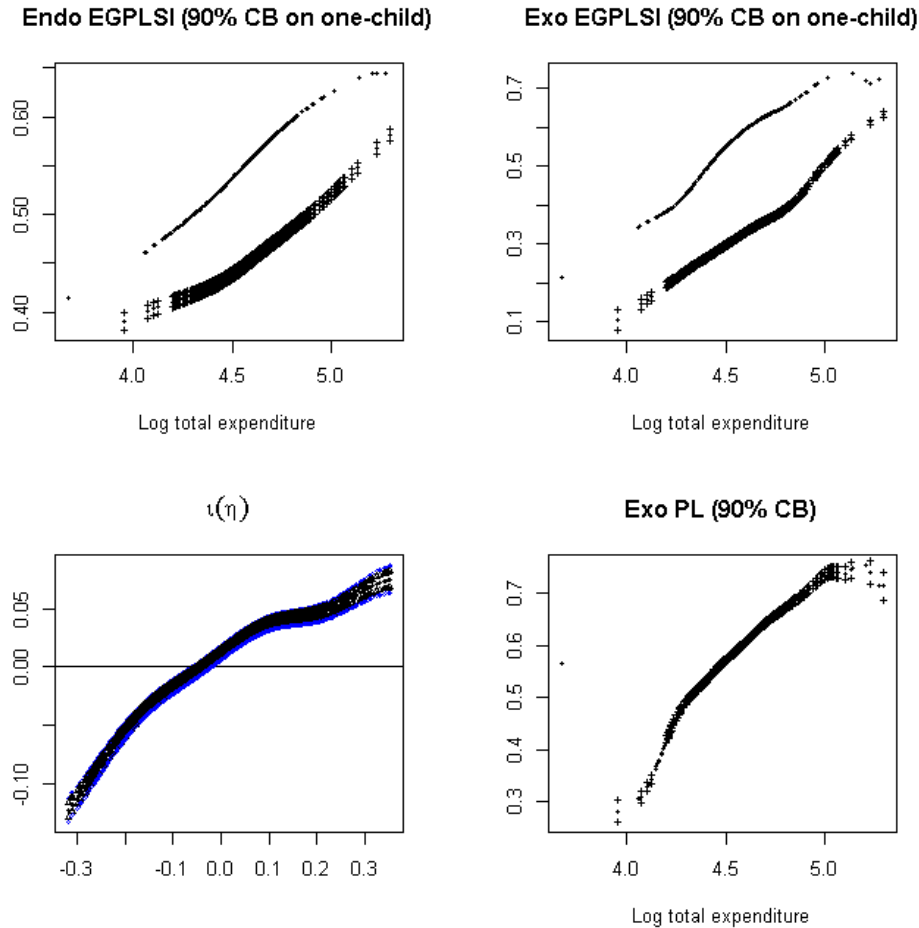 Endo EGPLSI (90% CB on one-child)
0.40 0.50 0.60
4.0 4.5 5.0
Log total expenditure
Exo EGPLSI (90% CB on one-child)
0.1 0.3 0.5 0.7
4.0 4.5 5.0
Log total expenditure
ι(η)
-0.10 0.00 0.05
-0.3 -0.1 0.0 0.1 0.2 0.3
Exo PL (90% CB)
0.3 0.4 0.5 0.6 0.7
4.0 4.5 5.0
Log total expenditure